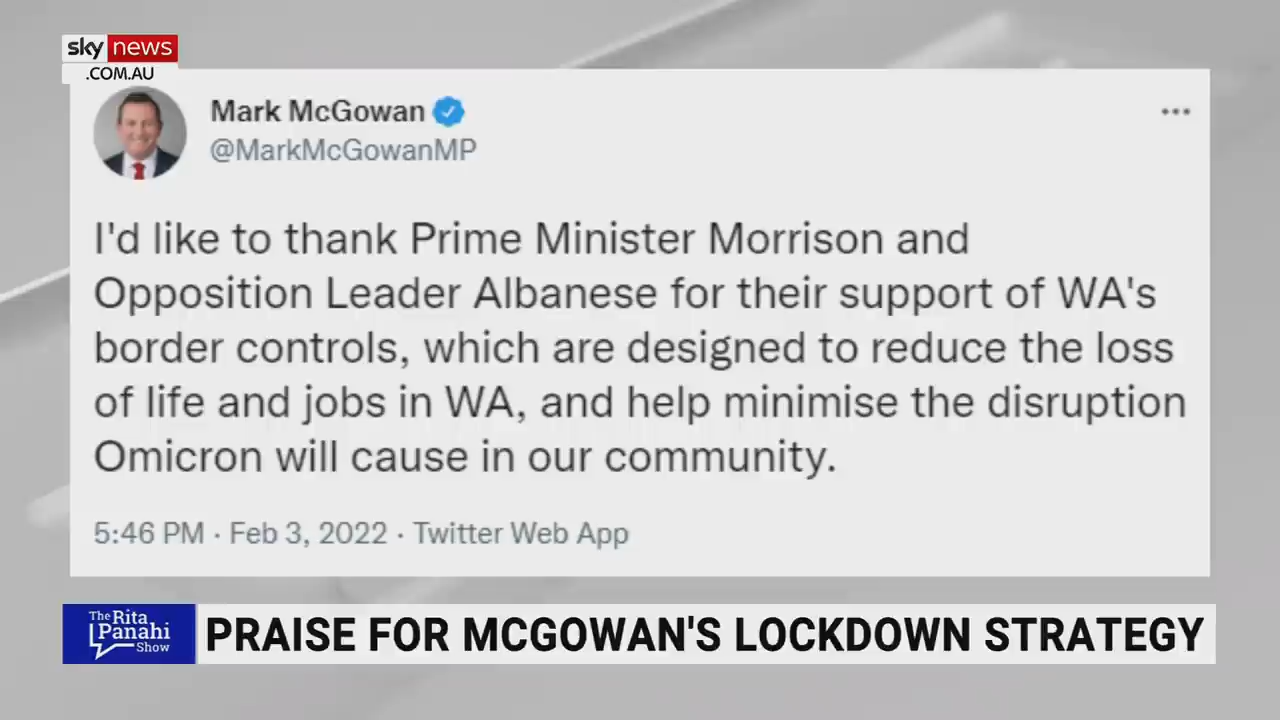 sky news
.COM.AU
Mark McGowan
@MarkMcGowanMP
I'd like to thank Prime Minister Morrison and
Opposition Leader Albanese for their support of WA's
border controls, which are designed to reduce the loss
of life and jobs in WA, and help minimise the disruption
Omicron will cause in our community.
5:46 PM · Feb 3, 2022 · Twitter Web App
The Rita
Panahi
Show
PRAISE FOR MCGOWAN'S LOCKDOWN STRATEGY